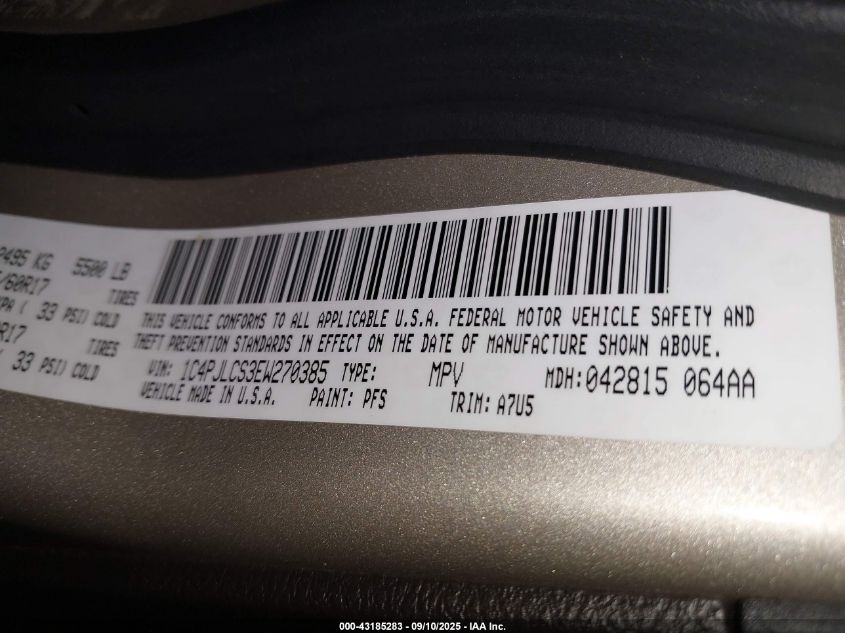 2495 KG 5500 LB
/60R17 TIRES
KPA ( 33 PSI) COLD
R17 TIRES
( 33 PSI) COLD
THIS VEHICLE CONFORMS TO ALL APPLICABLE U.S.A. FEDERAL MOTOR VEHICLE SAFETY AND
THEFT PREVENTION STANDARDS IN EFFECT ON THE DATE OF MANUFACTURE SHOWN ABOVE.
VIN: 1C4PJLCS3EW270385 TYPE: MPV MDH: 042815 064AA
VEHICLE MADE IN U.S.A. PAINT: PFS TRIM: A7U5
000-43185283 - 09/10/2025 - IAA Inc.